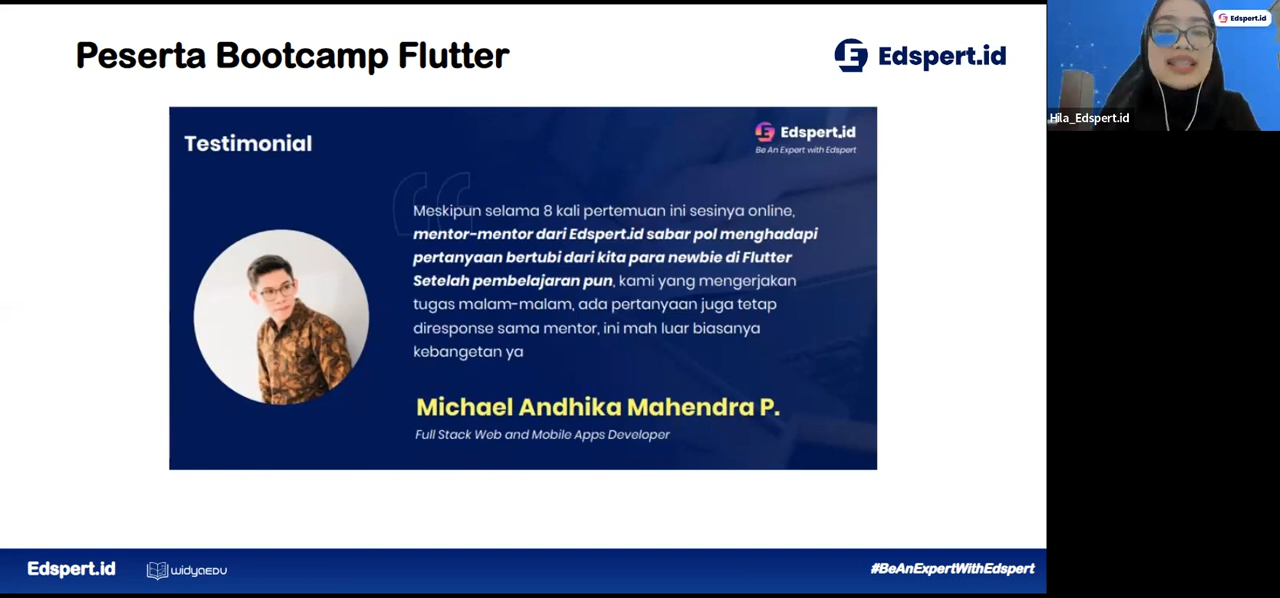 Peserta Bootcamp Flutter
Edspert.id
Edspert.id
Hila_Edspert.id
Testimonial
Edspert.id
Be An Expert with Edspert
Meskipun selama 8 kali pertemuan ini sesinya online,
mentor-mentor dari Edspert.id sabar pol menghadapi
pertanyaan bertubi dari kita para newbie di Flutter
Setelah pembelajaran pun, kami yang mengerjakan
tugas malam-malam, ada pertanyaan juga tetap
diresponse sama mentor, ini mah luar biasanya
kebangetan ya
Michael Andhika Mahendra P.
Full Stack Web and Mobile Apps Developer
Edspert.id
WIDYAEDU
#BeAnExpertWithEdspert